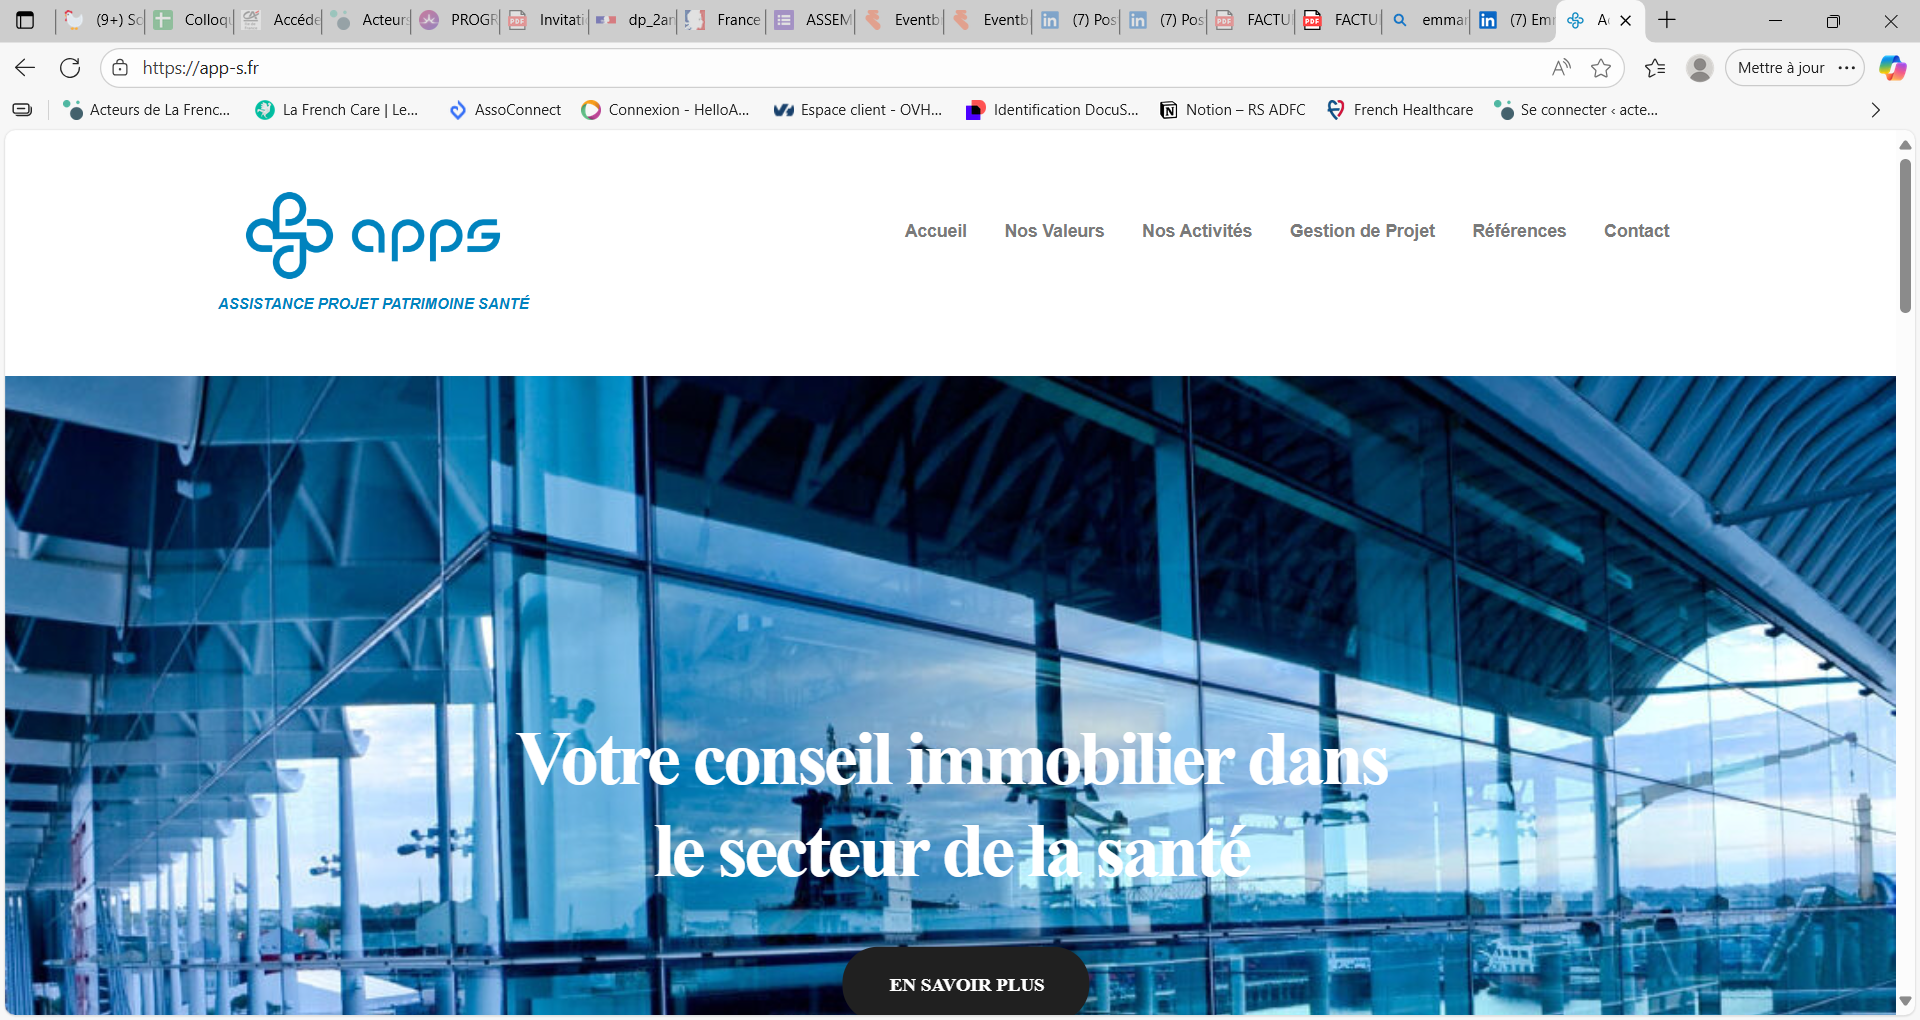 (9+) Sc
Colloq
Accéde
Acteurs
PROGR
Invitati
dp_2an
France
ASSEM
Eventb
Eventb
(7) Pos
(7) Pos
FACTU
FACTU
emman
(7) Em
https://app-s.fr
Mettre à jour
Acteurs de La Frenc...
La French Care | Le...
AssoConnect
Connexion - HelloA...
Espace client - OVH...
Identification DocuS...
Notion – RS ADFC
French Healthcare
Se connecter ‹ acte...
apps
ASSISTANCE PROJET PATRIMOINE SANTÉ
Accueil
Nos Valeurs
Nos Activités
Gestion de Projet
Références
Contact
Votre conseil immobilier dans
le secteur de la santé
EN SAVOIR PLUS